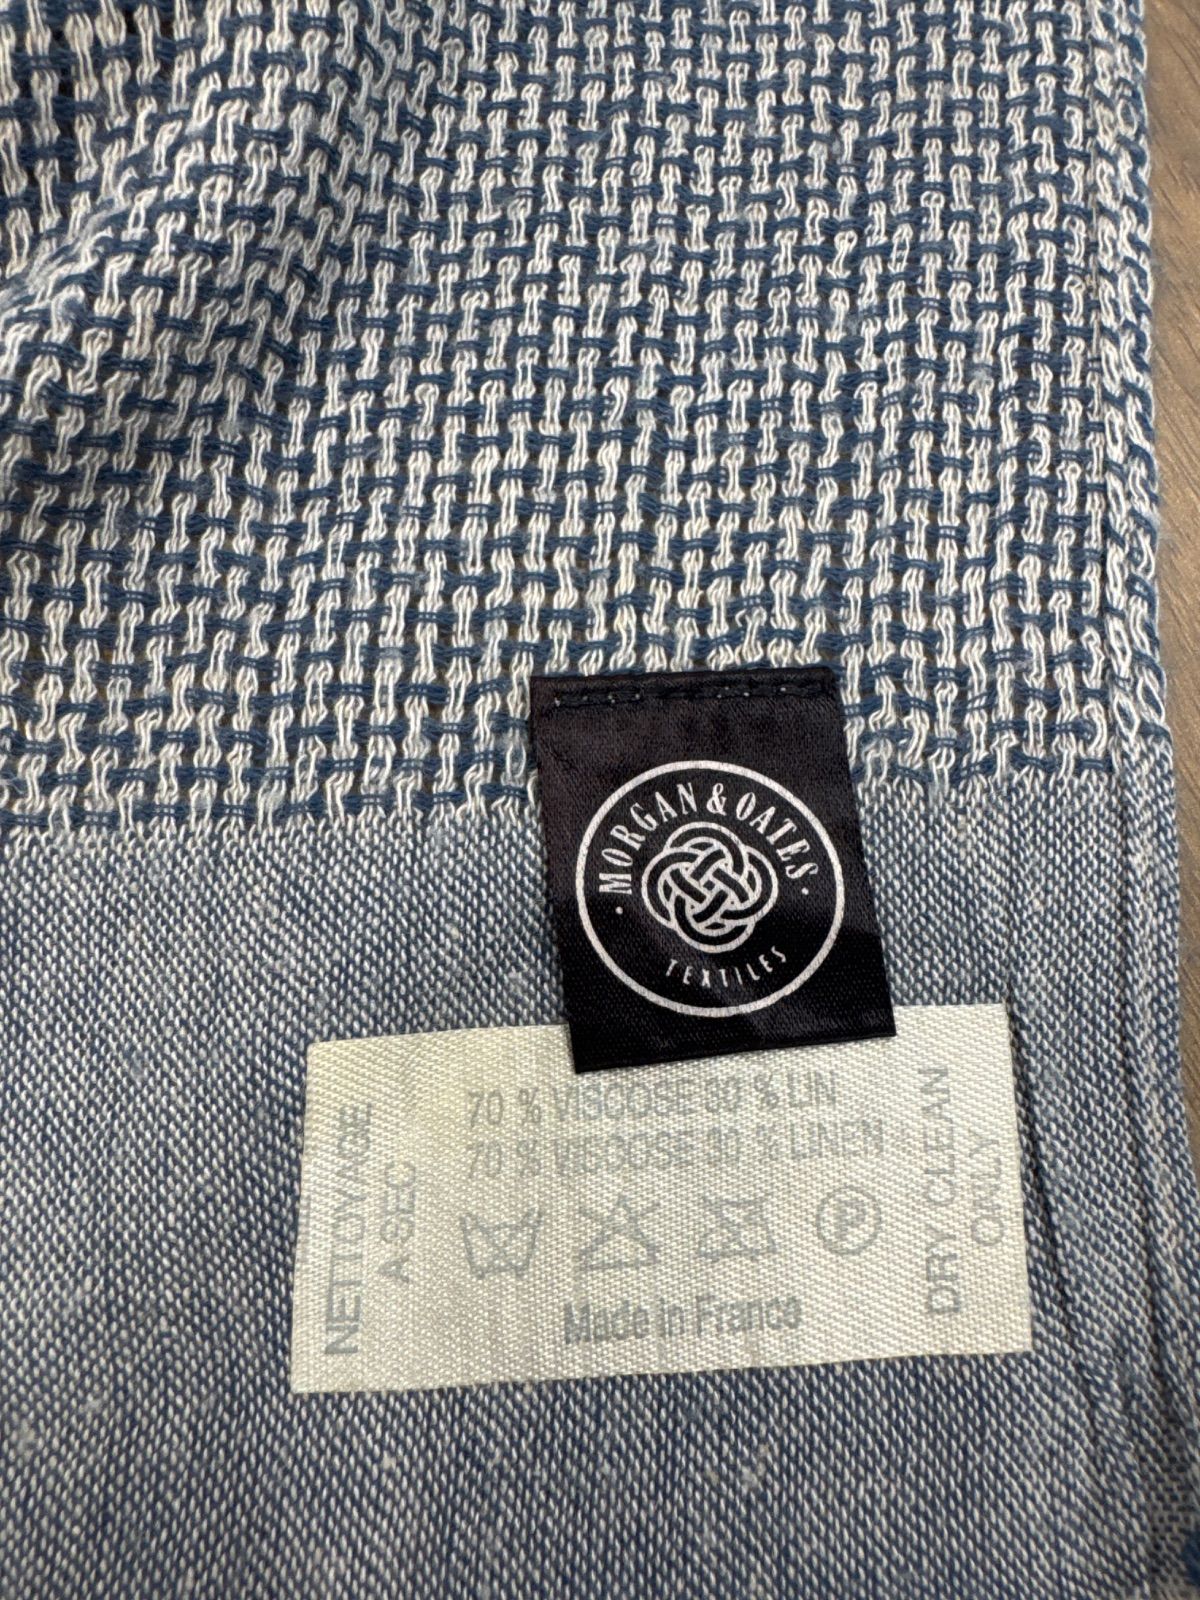 · MORGAN & OATES ·
TEXTILES
NETTOYAGE
A SEC
70 % VISCOSE 30 % LIN
70 % VISCOSE 30 % LINEN
P
Made in France
DRY CLEAN
ONLY